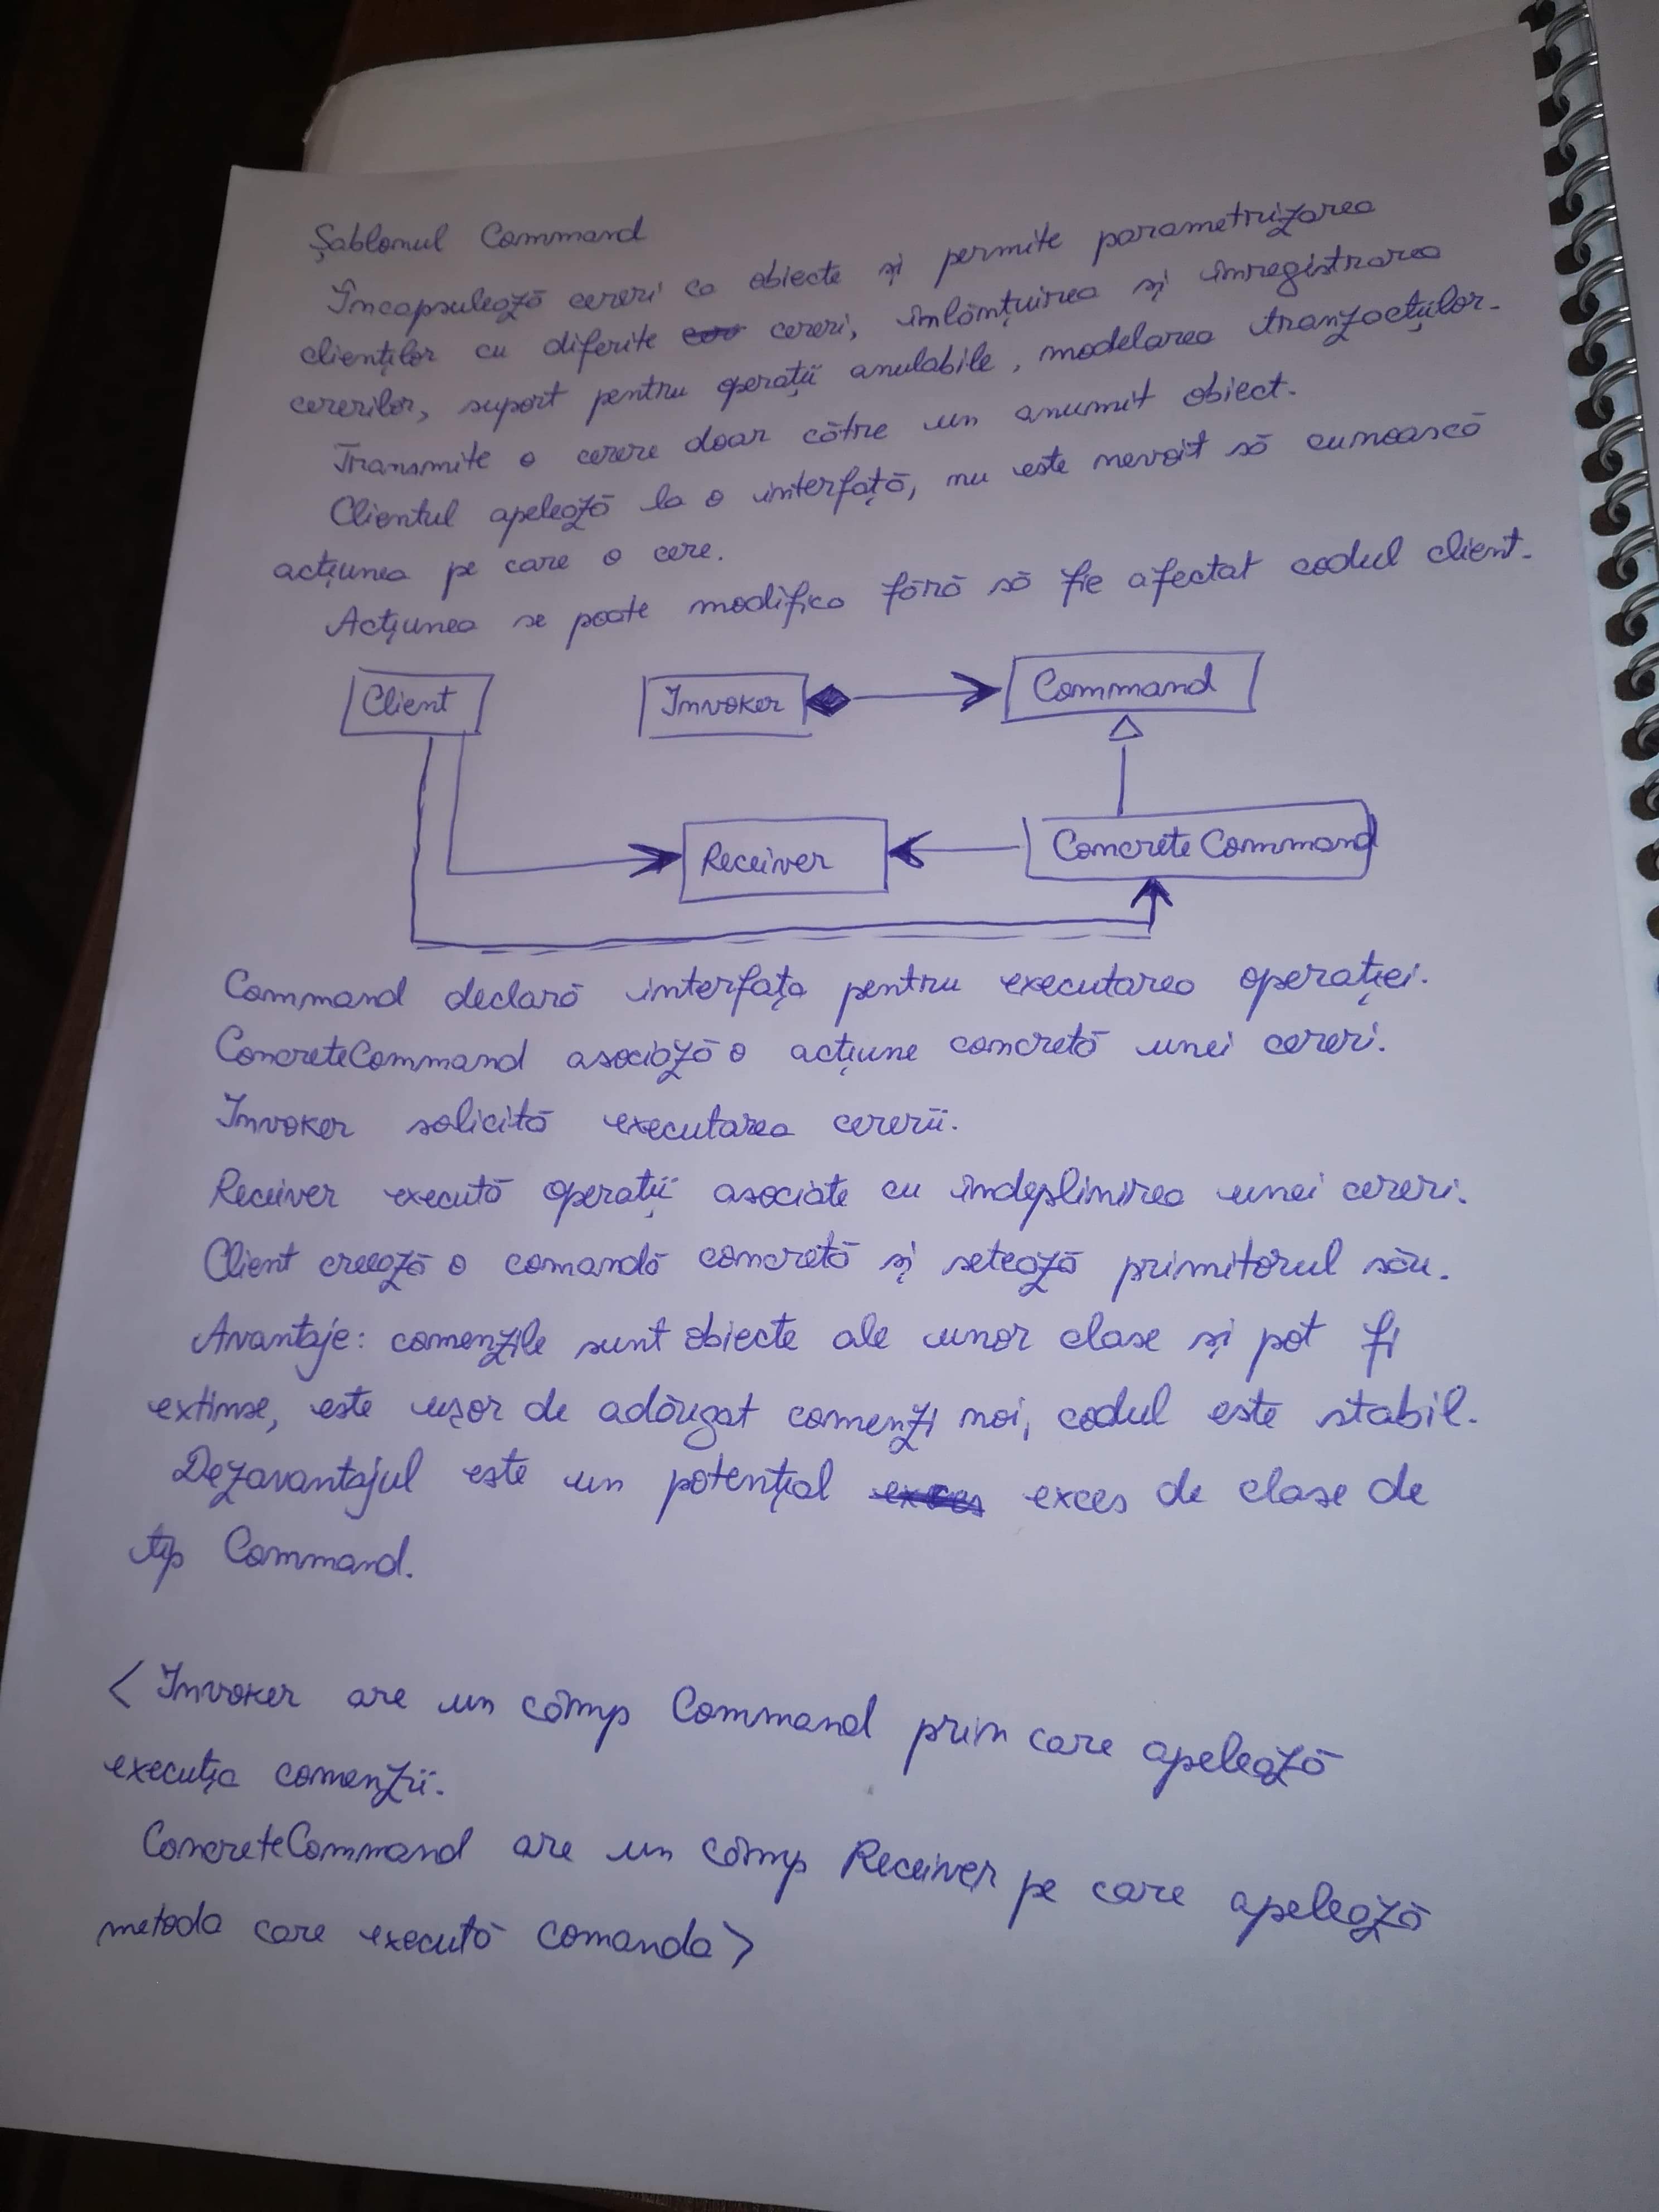 Șablonul Command
Încapsulează cereri ca obiecte și permite parametrizarea
clienților cu diferite cereri, înlănțuirea și înregistrarea
cererilor, suport pentru operații anulabile, modelarea tranzacțiilor.
Transmite o cerere doar către un anumit obiect.
Clientul apelează la o interfață, nu este nevoit să cunoască
acțiunea pe care o cere.
Acțiunea se poate modifica fără să fie afectat codul client.
Client
Invoker
Command
Receiver
ConcreteCommand
Command declară interfața pentru executarea operației.
ConcreteCommand asociază o acțiune concretă unei cereri.
Invoker solicită executarea cererii.
Receiver execută operații asociate cu îndeplinirea unei cereri.
Client creează o comandă concretă și setează primitorul său.
Avantaje: comenzile sunt obiecte ale unor clase și pot fi
extinse, este ușor de adăugat comenzi noi, codul este stabil.
Dezavantajul este un potențial exces de clase de
tip Command.
<Invoker are un câmp Command prin care apelează
execuția comenzii.
ConcreteCommand are un câmp Receiver pe care apelează
metoda care execută comanda>